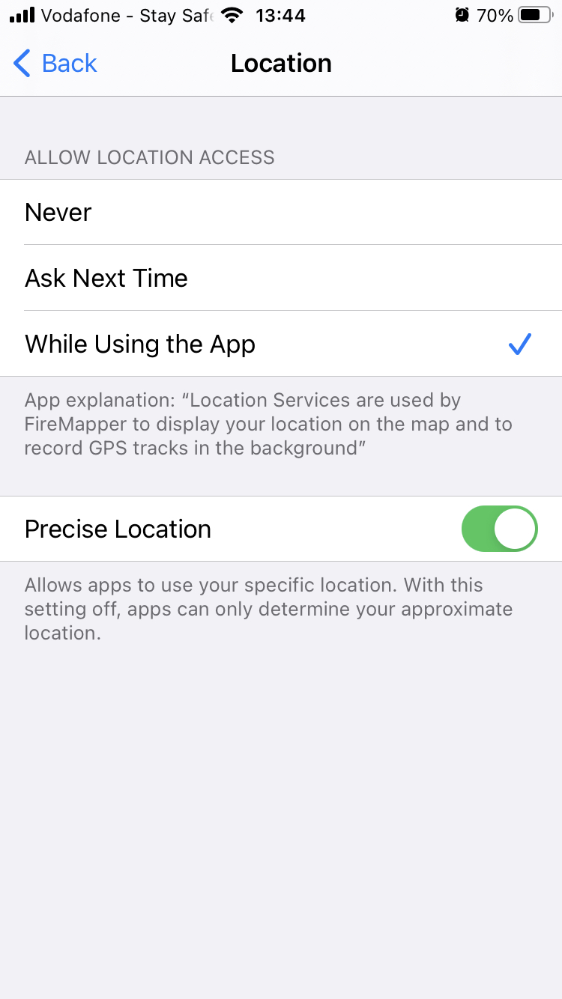 Vodafone - Stay Safe 13:44 70%
Back Location
ALLOW LOCATION ACCESS
Never
Ask Next Time
While Using the App
App explanation: “Location Services are used by
FireMapper to display your location on the map and to
record GPS tracks in the background”
Precise Location
Allows apps to use your specific location. With this
setting off, apps can only determine your approximate
location.